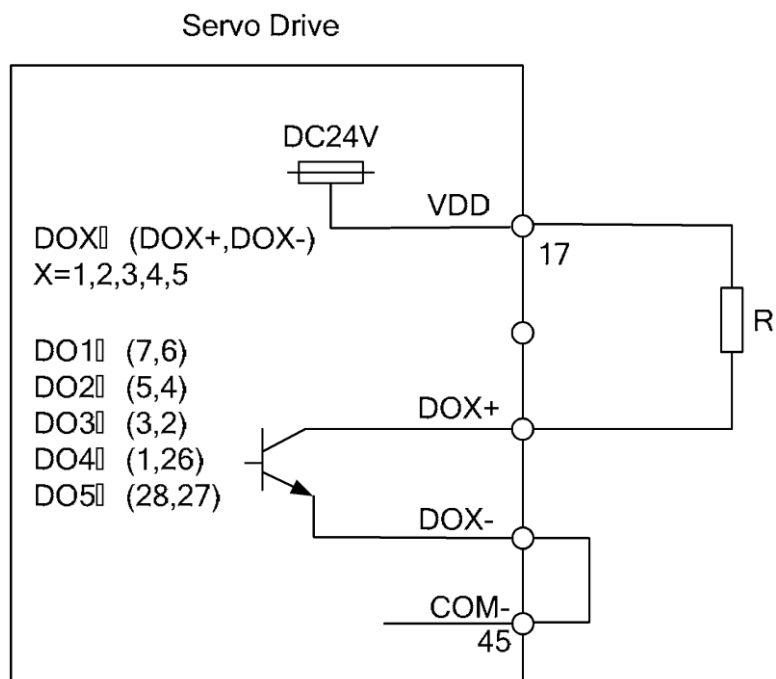 Servo Drive
DC24V
VDD
17
DOX▯ (DOX+,DOX-)
X=1,2,3,4,5
R
DO1▯ (7,6)
DO2▯ (5,4)
DO3▯ (3,2)
DO4▯ (1,26)
DO5▯ (28,27)
DOX+
DOX-
COM-
45